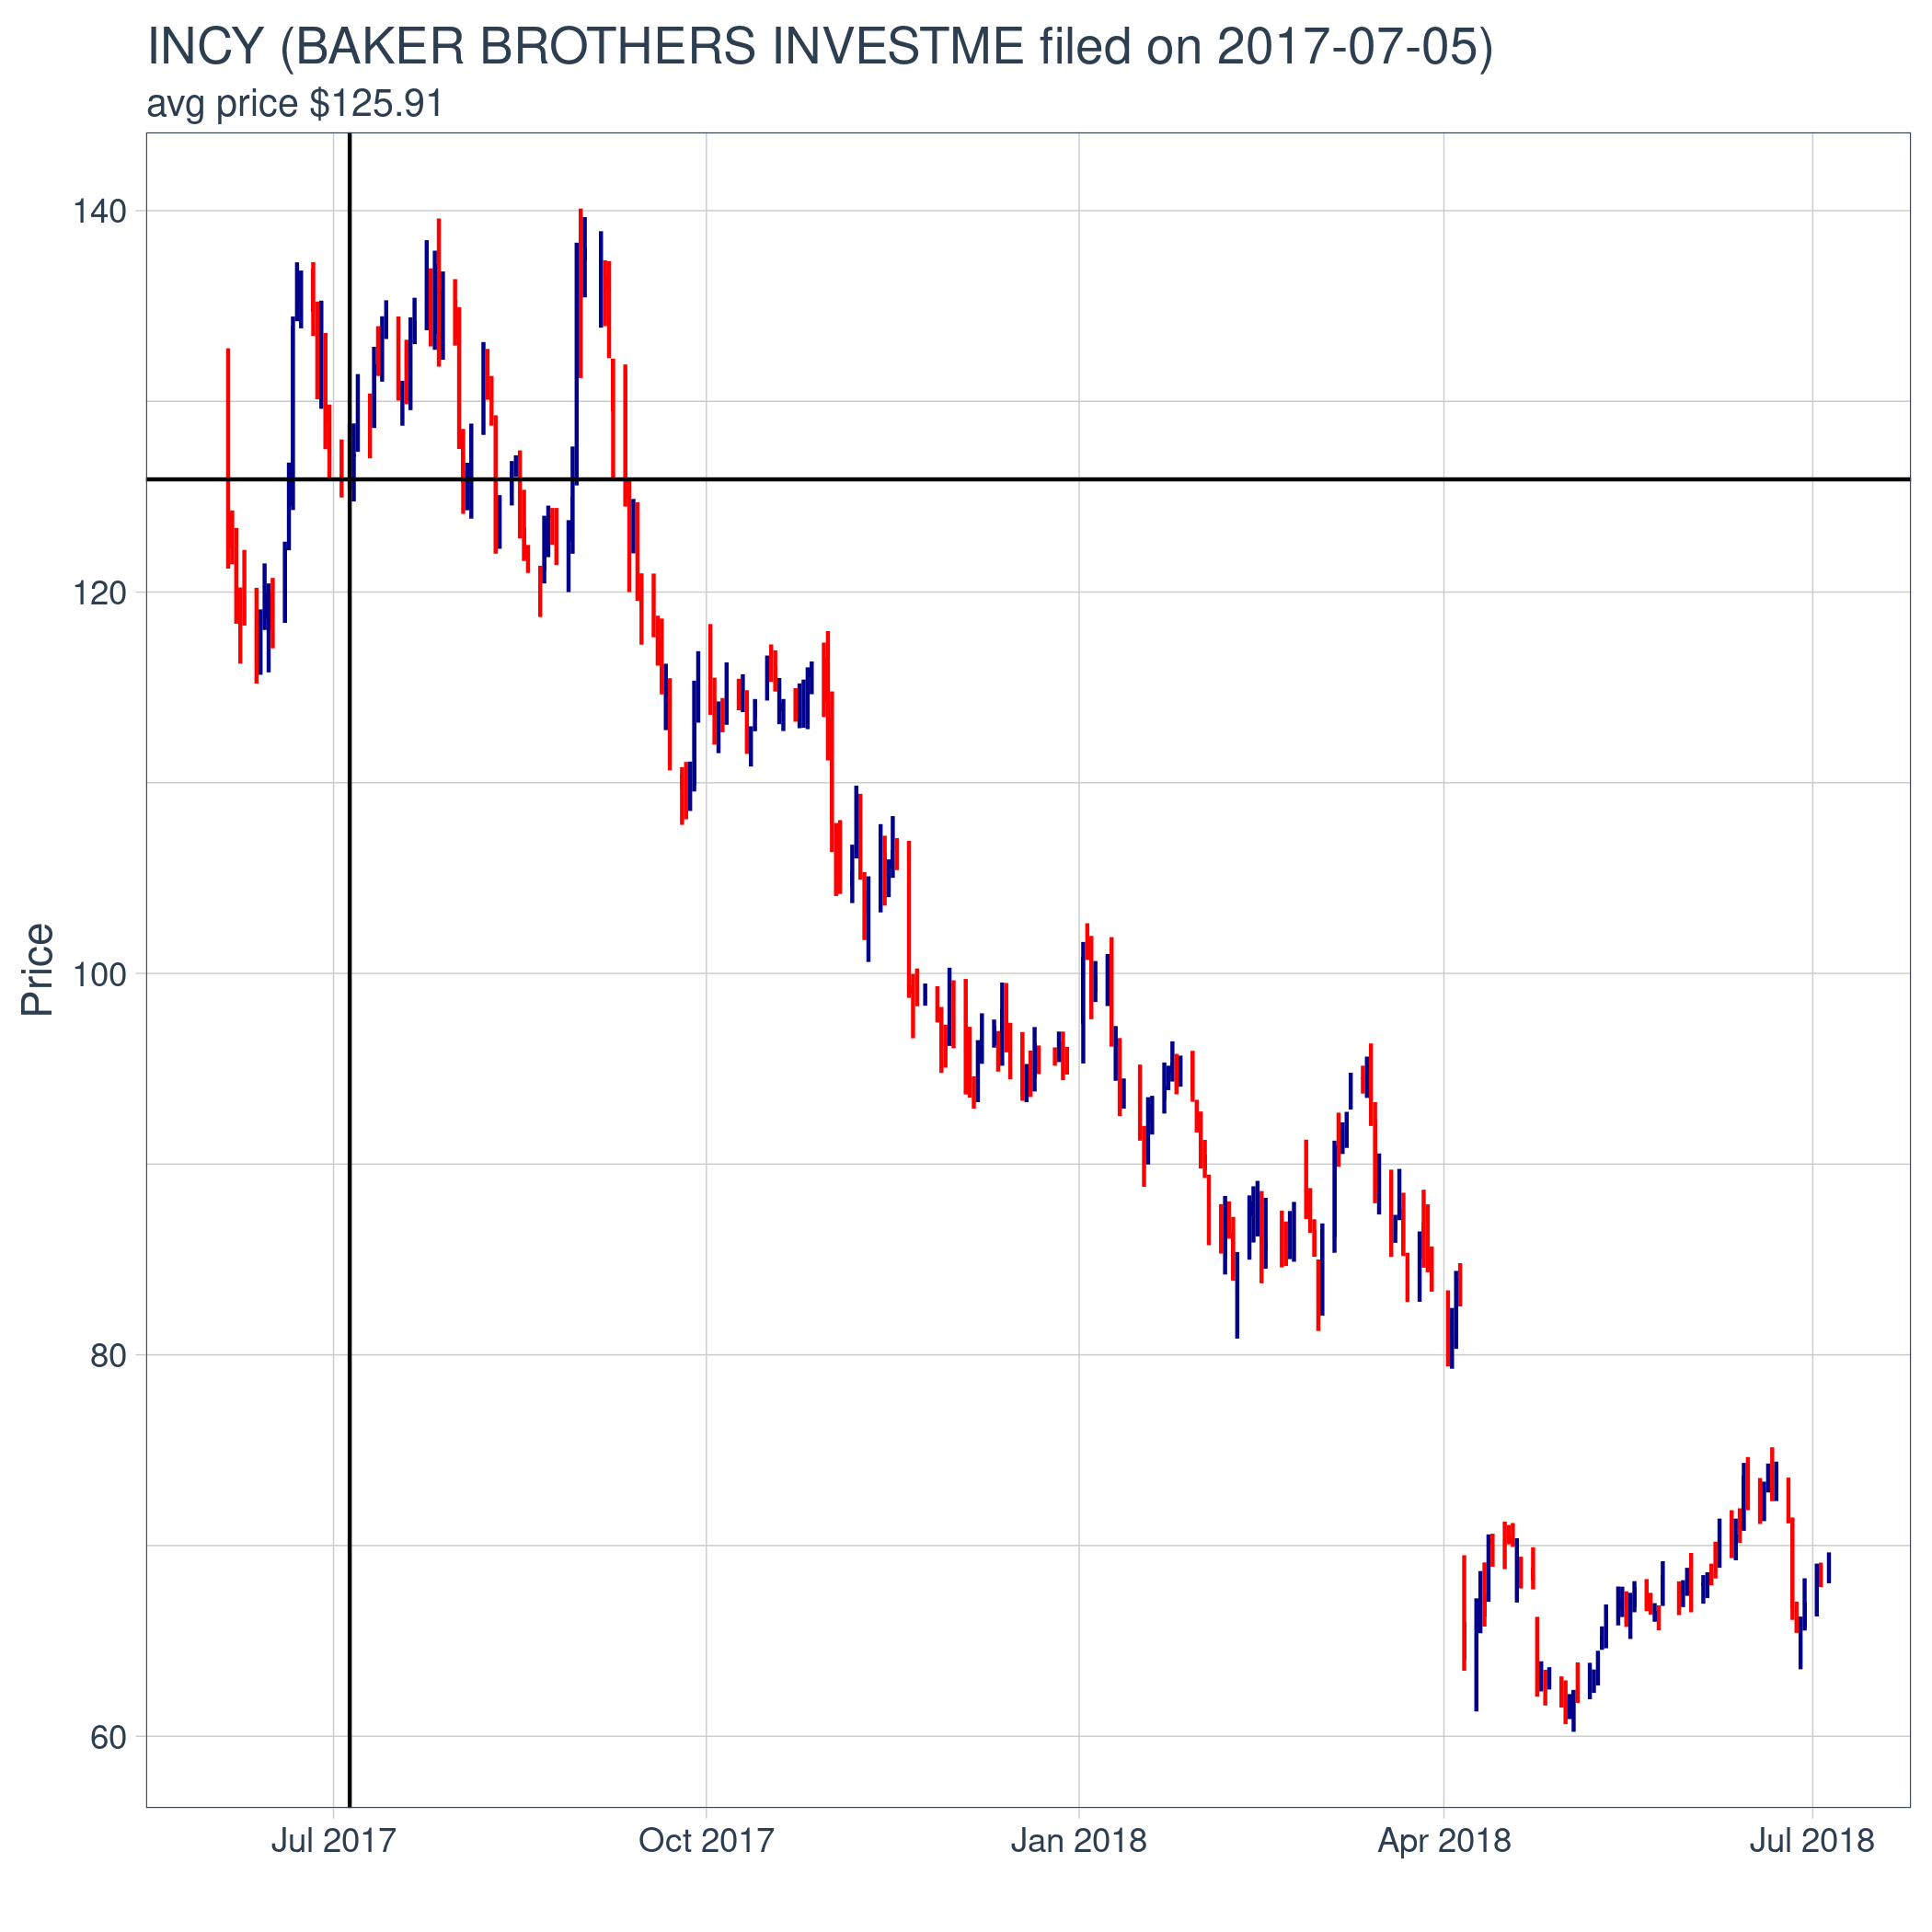 INCY (BAKER BROTHERS INVESTME filed on 2017-07-05)
avg price $125.91
Price
140
120
100
80
60
Jul 2017 Oct 2017 Jan 2018 Apr 2018 Jul 2018